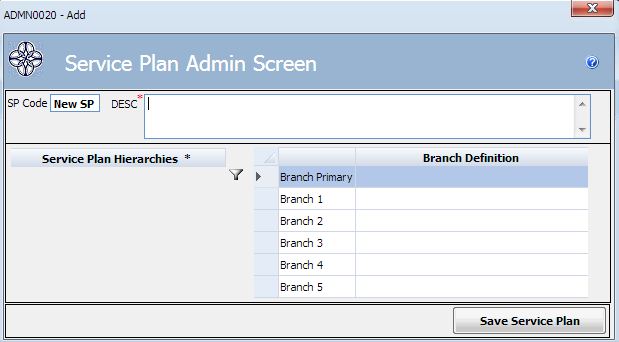 ADMN0020 - Add
Service Plan Admin Screen
SP Code New SP DESC*
Service Plan Hierarchies *
Branch Definition
Branch Primary
Branch 1
Branch 2
Branch 3
Branch 4
Branch 5
Save Service Plan